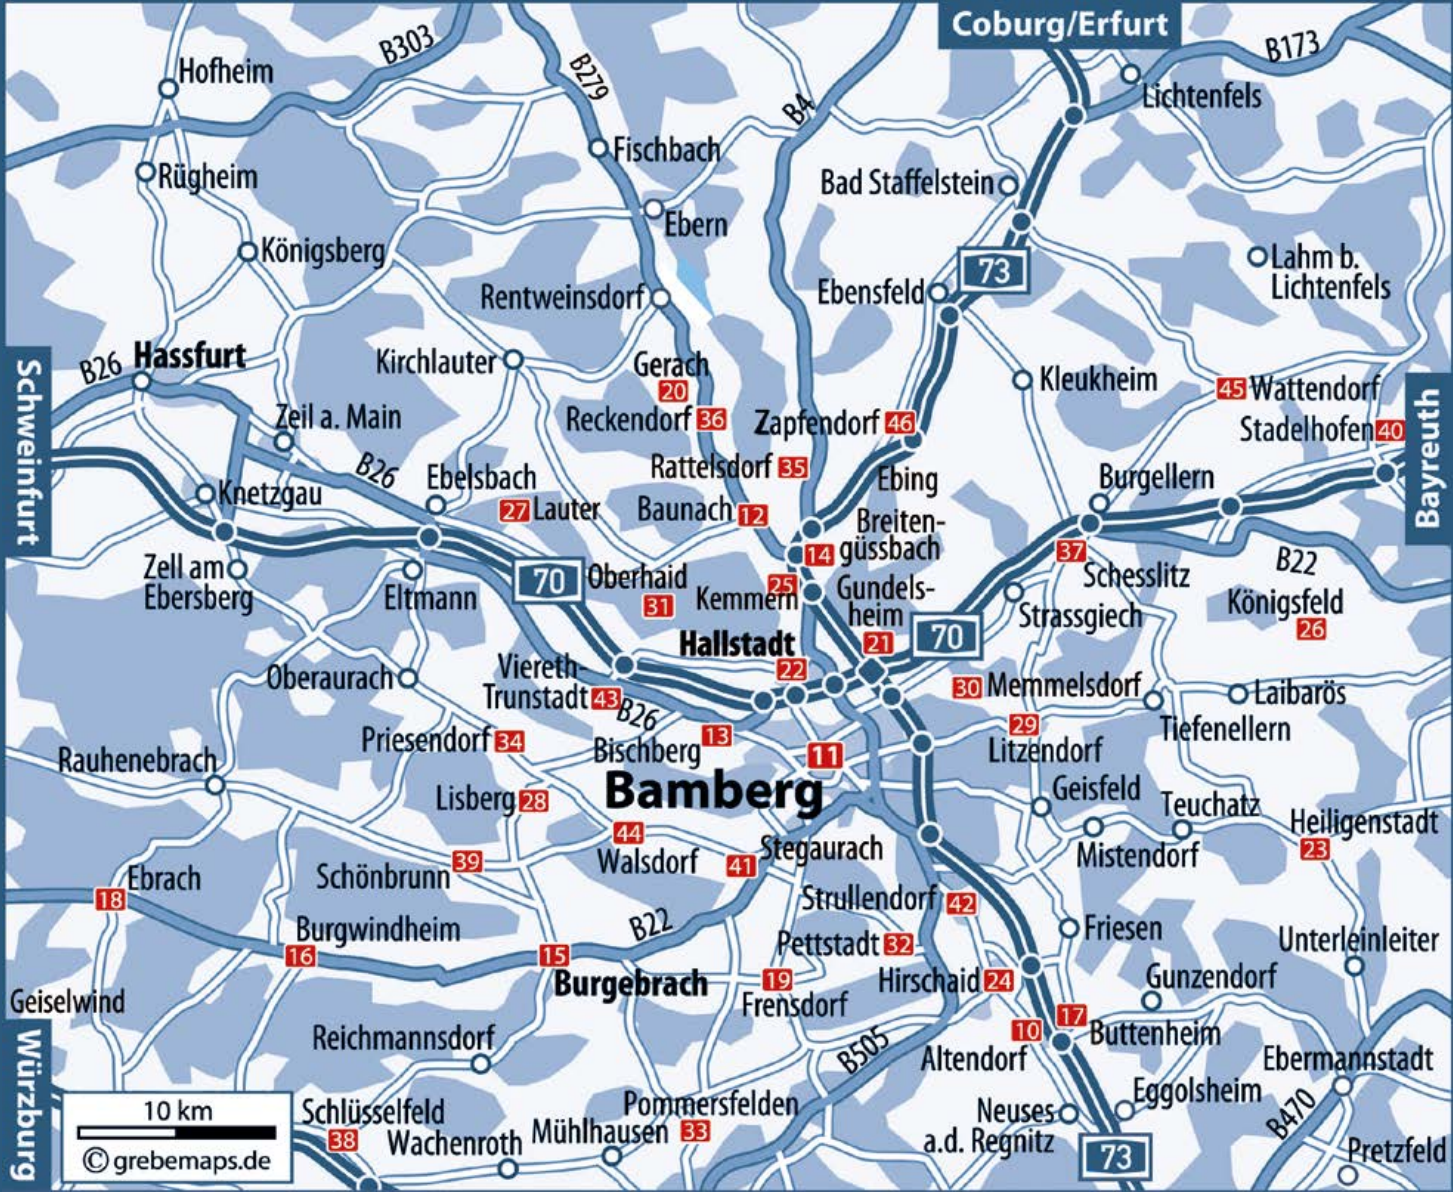 Coburg/Erfurt
B303
B173
Hofheim
B279
B4
Lichtenfels
Fischbach
Rügheim
Bad Staffelstein
Ebern
Königsberg
73
Lahm b.
Lichtenfels
Rentweinsdorf
Ebensfeld
Schweinfurt
B26
Hassfurt
Kirchlauter
Gerach
20
Kleukheim
45 Wattendorf
Bayreuth
Zeil a. Main
Reckendorf 36
Zapfendorf 46
Stadelhofen 40
B26
Ebelsbach
Rattelsdorf 35
Ebing
Burgellern
Knetzgau
27 Lauter
Baunach 12
Breiten-
güssbach
14
37
Schesslitz
B22
Zell am
Ebersberg
Eltmann
70
Oberhaid
31
25
Kemmern
Gundels-
heim
21
Strassgiech
Königsfeld
26
70
Hallstadt
22
Oberaurach
Viereth-
Trunstadt 43
B26
30 Memmelsdorf
Laibarös
Tiefenellern
29
Litzendorf
Priesendorf 34
Bischberg
13
11
Bamberg
Rauhenebrach
Lisberg 28
Geisfeld
Teuchatz
Heiligenstadt
23
Mistendorf
44
Walsdorf
41
Stegaurach
39
Schönbrunn
Ebrach
18
Strullendorf
42
Burgwindheim
16
B22
15
Burgebrach
Pettstadt 32
Friesen
Unterleinleiter
Hirschaid 24
19
Frensdorf
Gunzendorf
Geiselwind
17
10
Buttenheim
Altendorf
Reichmannsdorf
B505
Ebermannstadt
Würzburg
Eggolsheim
B470
10 km
© grebemaps.de
Schlüsselfeld
38
Wachenroth
Mühlhausen
Pommersfelden
33
Neuses
a.d. Regnitz
73
Pretzfeld